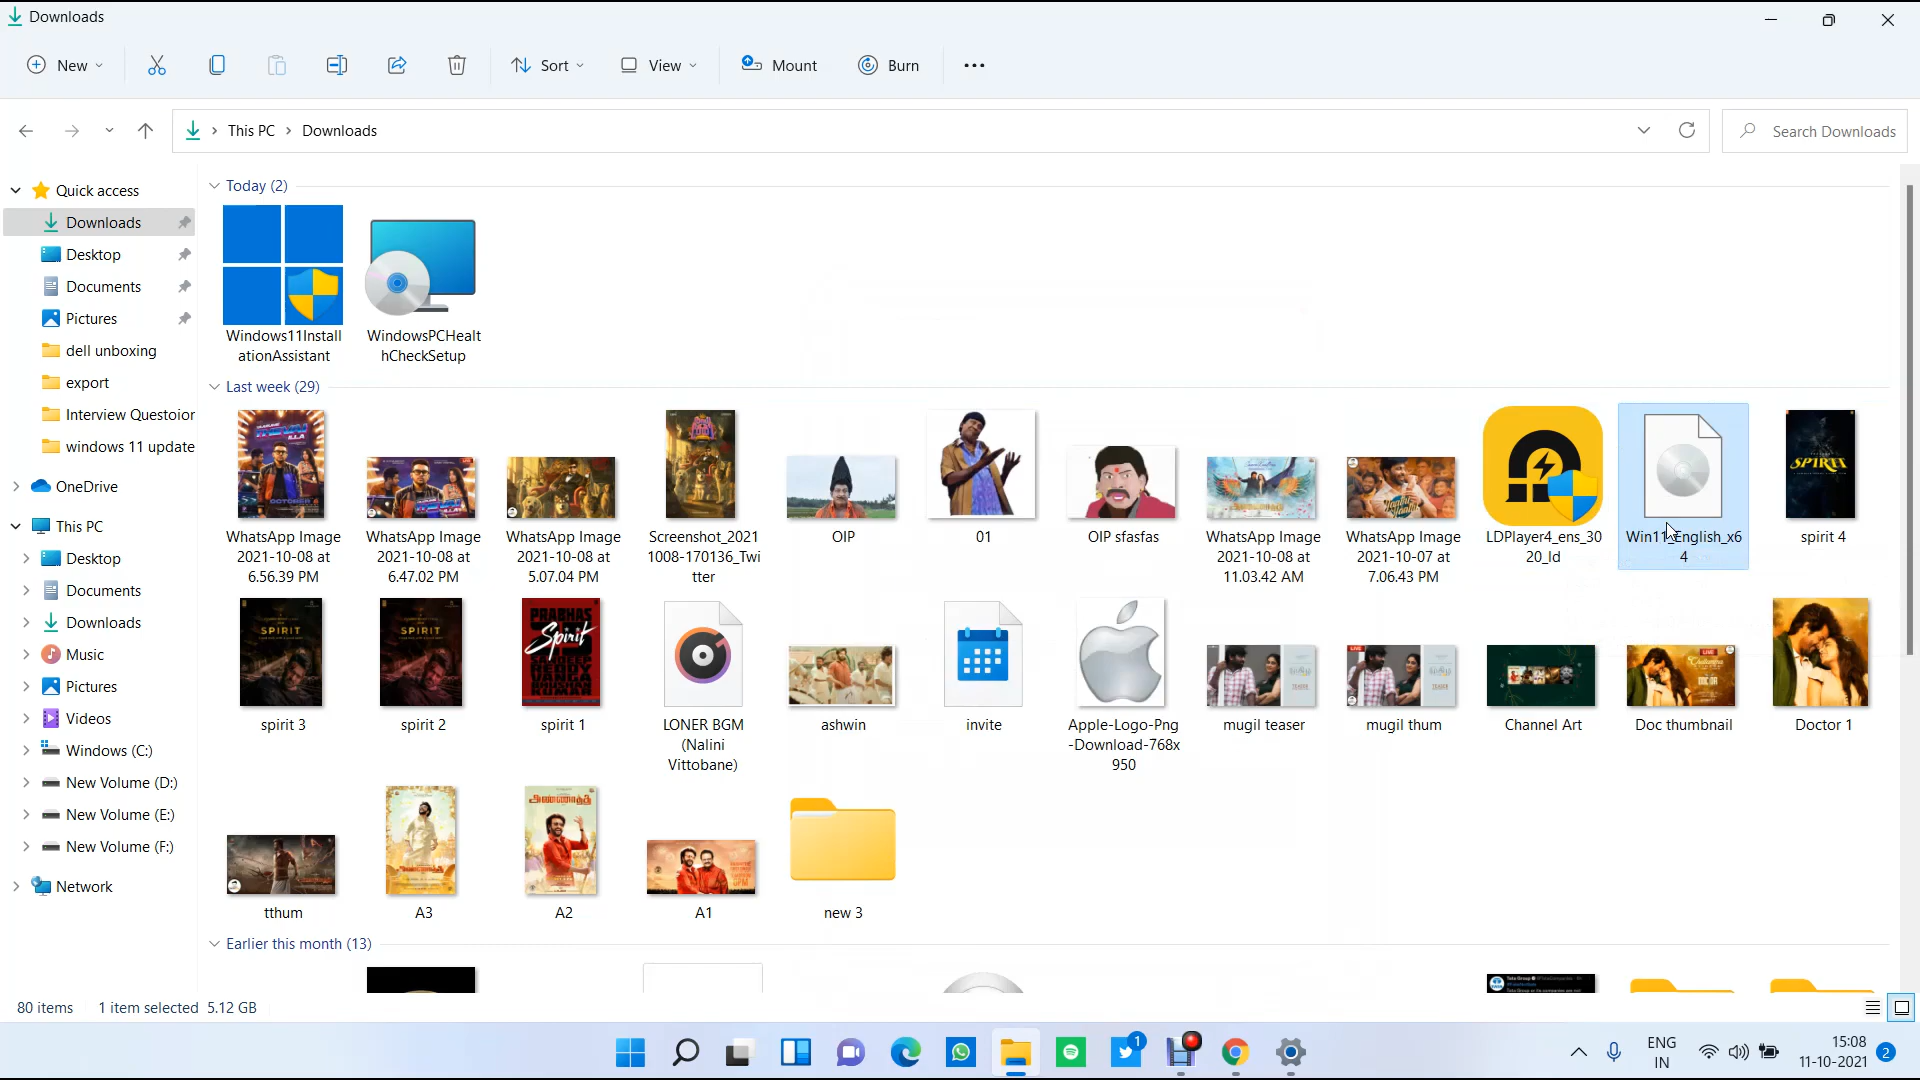 Downloads
New
Sort
View
Mount
Burn
This PC
Downloads
Search Downloads
Quick access
Downloads
Desktop
Documents
Pictures
dell unboxing
export
Interview Questoior
windows 11 update
OneDrive
This PC
Desktop
Documents
Downloads
Music
Pictures
Videos
Windows (C:)
New Volume (D:)
New Volume (E:)
New Volume (F:)
Network
Today (2)
Windows11Install
ationAssistant
WindowsPCHealt
hCheckSetup
Last week (29)
WhatsApp Image
2021-10-08 at
6.56.39 PM
WhatsApp Image
2021-10-08 at
6.47.02 PM
WhatsApp Image
2021-10-08 at
5.07.04 PM
Screenshot_2021
1008-170136_Twi
tter
OIP
01
OIP sfasfas
WhatsApp Image
2021-10-08 at
11.03.42 AM
WhatsApp Image
2021-10-07 at
7.06.43 PM
LDPlayer4_ens_30
20_ld
Win11_English_x6
4
SPIRIT
spirit 4
SPIRIT
spirit 3
SPIRIT
spirit 2
PRABHAS
Spirit
spirit 1
LONER BGM
(Nalini
Vittobane)
ashwin
invite
Apple-Logo-Png
-Download-768x
950
mugil teaser
mugil thum
Channel Art
Doc thumbnail
Doctor 1
tthum
A3
அண்ணாத்த
A2
A1
new 3
Earlier this month (13)
80 items
1 item selected 5.12 GB
1
ENG
IN
15:08
11-10-2021
2